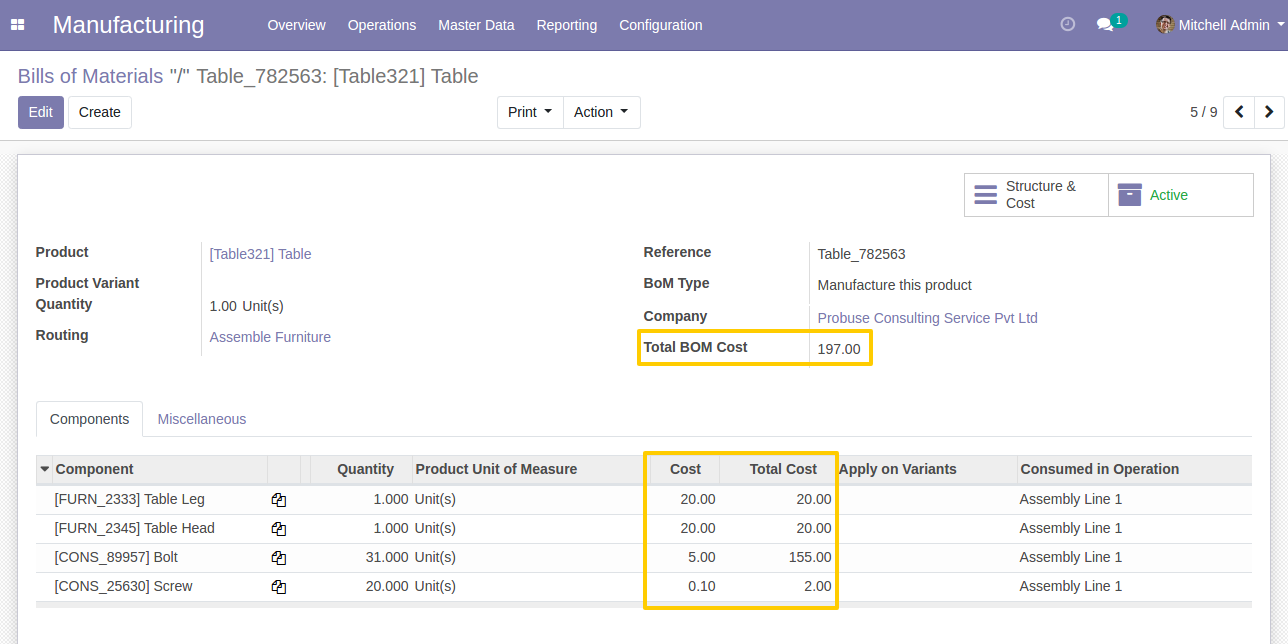 Manufacturing Overview Operations Master Data Reporting Configuration 1 Mitchell Admin
Bills of Materials "/" Table_782563: [Table321] Table
Edit Create Print Action 5 / 9
Structure & Cost Active
Product [Table321] Table Reference Table_782563
Product Variant BoM Type Manufacture this product
Quantity 1.00 Unit(s)
Company Probuse Consulting Service Pvt Ltd
Routing Assemble Furniture
Total BOM Cost 197.00
Components Miscellaneous
Component Quantity Product Unit of Measure Cost Total Cost Apply on Variants Consumed in Operation
[FURN_2333] Table Leg 1.000 Unit(s) 20.00 20.00 Assembly Line 1
[FURN_2345] Table Head 1.000 Unit(s) 20.00 20.00 Assembly Line 1
[CONS_89957] Bolt 31.000 Unit(s) 5.00 155.00 Assembly Line 1
[CONS_25630] Screw 20.000 Unit(s) 0.10 2.00 Assembly Line 1